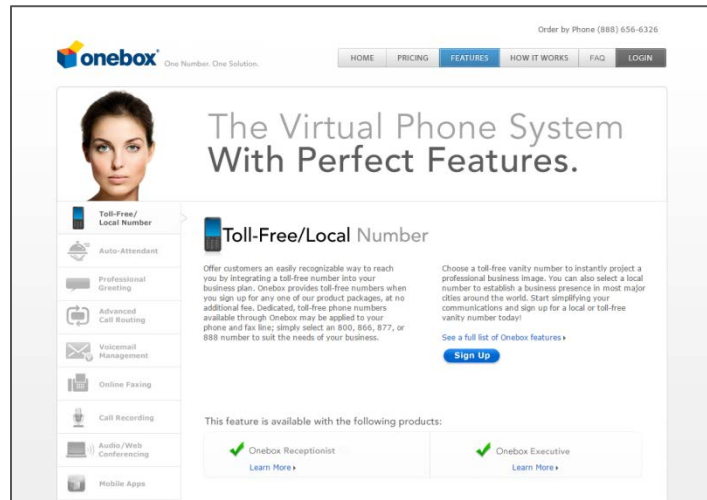 Order by Phone (888) 656-6326
onebox
One Number. One Solution.
HOME PRICING FEATURES HOW IT WORKS FAQ LOGIN
The Virtual Phone System
With Perfect Features.
Toll-Free/
Local Number
Auto-Attendant
Professional
Greeting
Advanced
Call Routing
Voicemail
Management
Online Faxing
Call Recording
Audio/Web
Conferencing
Mobile Apps
Toll-Free/Local Number
Offer customers an easily recognizable way to reach
you by integrating a toll-free number into your
business plan. Onebox provides toll-free numbers when
you sign up for any one of our product packages, at no
additional fee. Dedicated, toll-free phone numbers
available through Onebox may be applied to your
phone and fax line; simply select an 800, 866, 877, or
888 number to suit the needs of your business.
Choose a toll-free vanity number to instantly project a
professional business image. You can also select a local
number to establish a business presence in most major
cities around the world. Start simplifying your
communications and sign up for a local or toll-free
vanity number today!
See a full list of Onebox features
Sign Up
This feature is available with the following products:
Onebox Receptionist
Learn More
Onebox Executive
Learn More